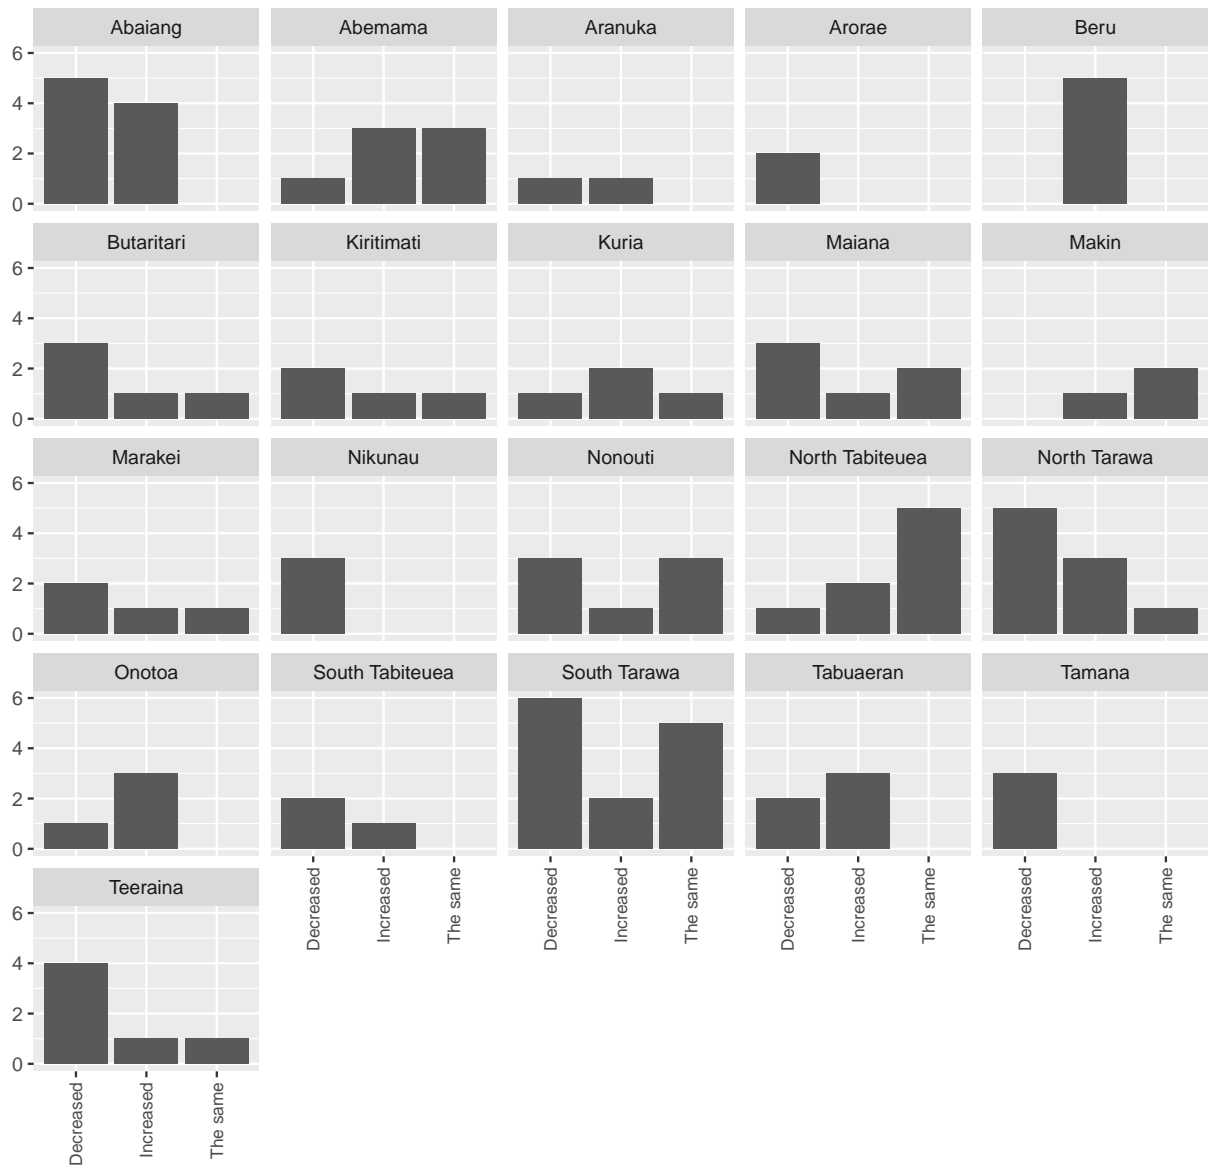 Abaiang Abemama Aranuka Arorae Beru
6
4
2
0
Butaritari Kiritimati Kuria Maiana Makin
6
4
2
0
Marakei Nikunau Nonouti North Tabiteuea North Tarawa
6
4
2
0
Onotoa South Tabiteuea South Tarawa Tabuaeran Tamana
6
4
2
0
Decreased Increased The same Decreased Increased The same Decreased Increased The same Decreased Increased The same
Teeraina
6
4
2
0
Decreased Increased The same